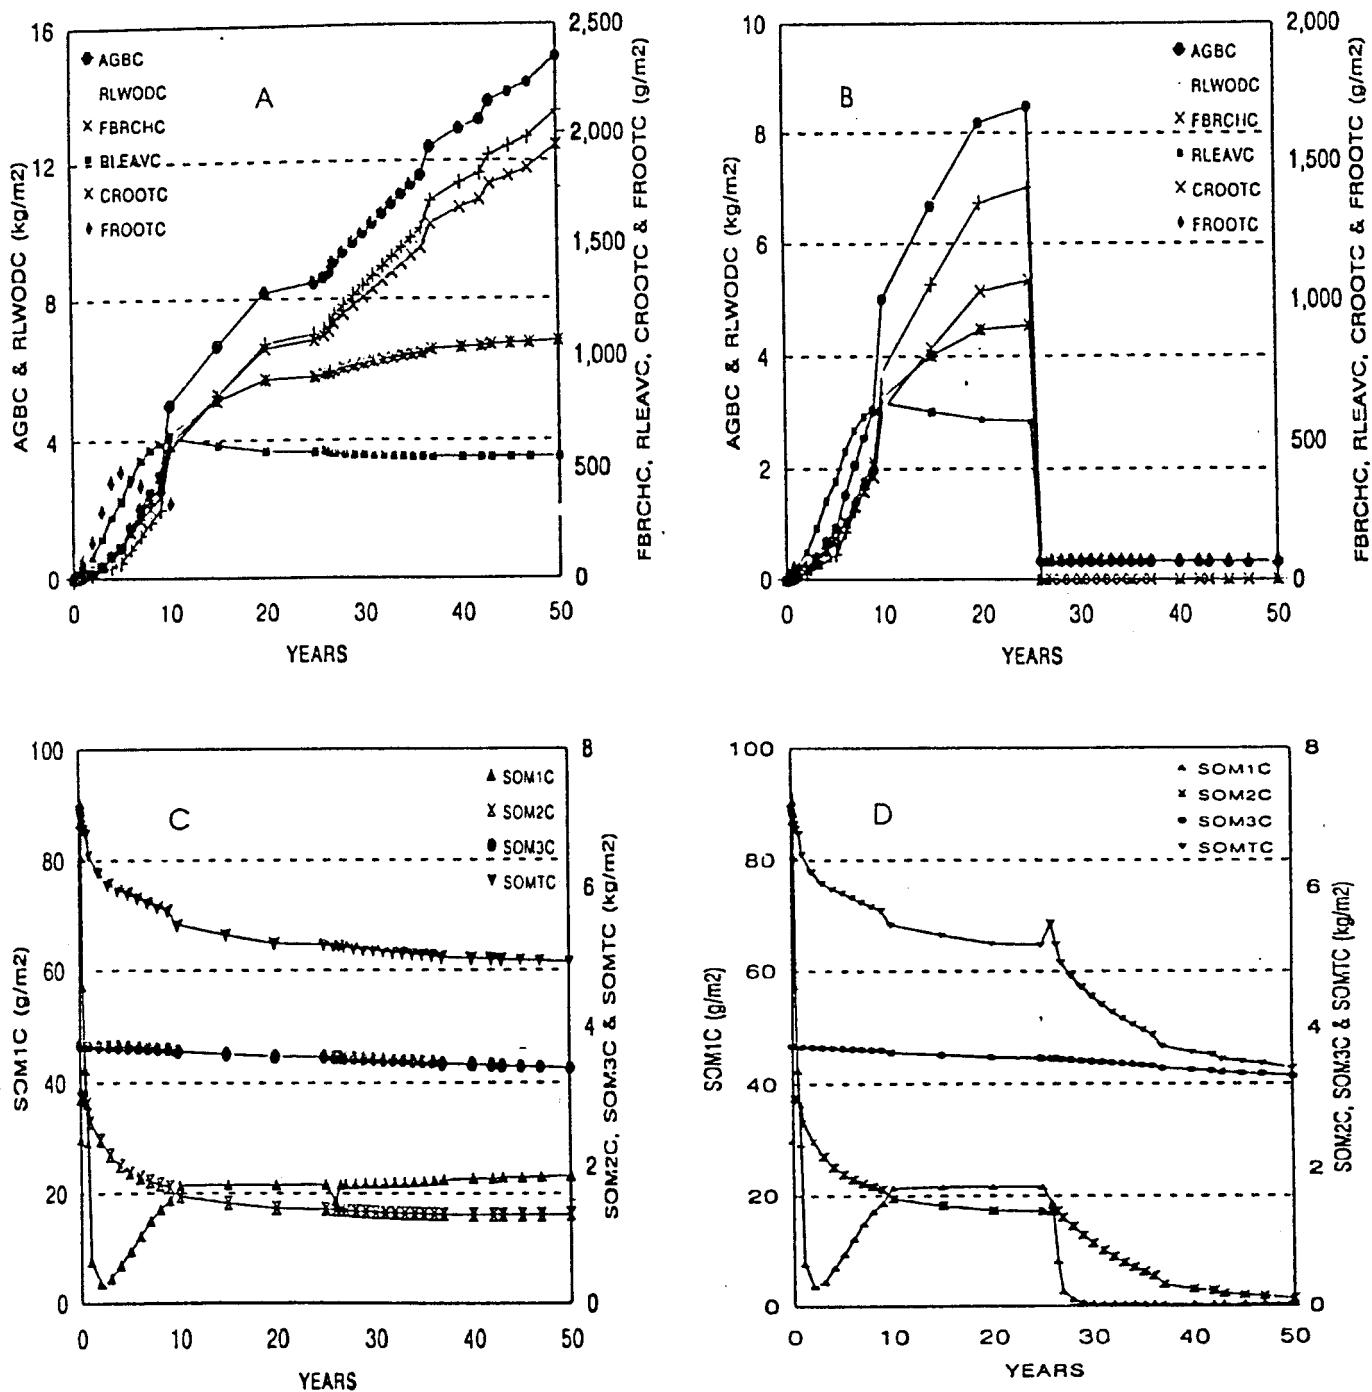 A
AGBC
RLWODC
FBRCHC
BLEAVC
CROOTC
FROOTC
16
12
8
4
0
2,500
2,000
1,500
1,000
500
0
0 10 20 30 40 50
YEARS
AGBC & RLWODC (kg/m2)
FBRCHC, RLEAVC, CROOTC & FROOTC (g/m2)
B
AGBC
RLWODC
FBRCHC
RLEAVC
CROOTC
FROOTC
10
8
6
4
2
0
2,000
1,500
1,000
500
0
0 10 20 30 40 50
YEARS
AGBC & RLWODC (kg/m2)
FBRCHC, RLEAVC, CROOTC & FROOTC (g/m2)
C
SOM1C
SOM2C
SOM3C
SOMTC
100
80
60
40
20
0
8
6
4
2
0
0 10 20 30 40 50
YEARS
SOM1C (g/m2)
SOM2C, SOM3C & SOMTC (kg/m2)
D
SOM1C
SOM2C
SOM3C
SOMTC
100
80
60
40
20
0
8
6
4
2
0
0 10 20 30 40 50
YEARS
SOM1C (g/m2)
SOM2C, SOM3C & SOMTC (kg/m2)